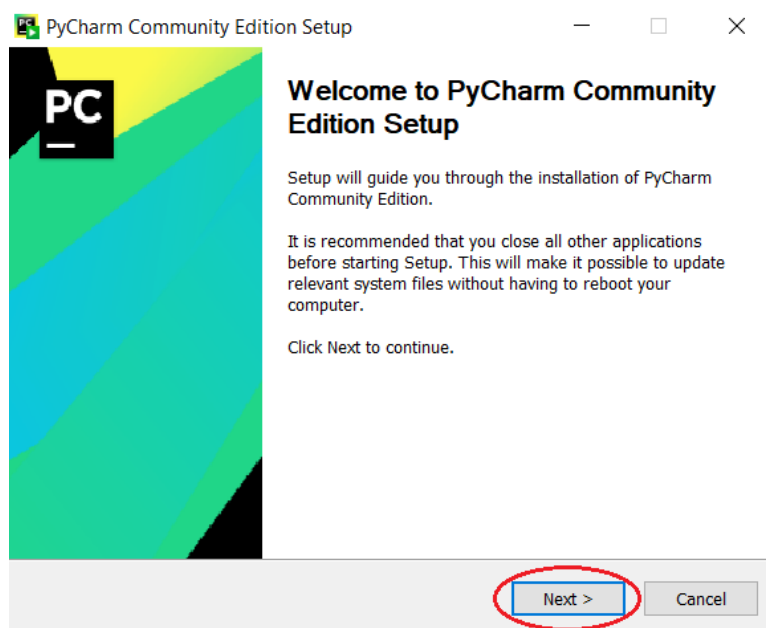 PyCharm Community Edition Setup
PC
Welcome to PyCharm Community
Edition Setup
Setup will guide you through the installation of PyCharm
Community Edition.
It is recommended that you close all other applications
before starting Setup. This will make it possible to update
relevant system files without having to reboot your
computer.
Click Next to continue.
Next >
Cancel